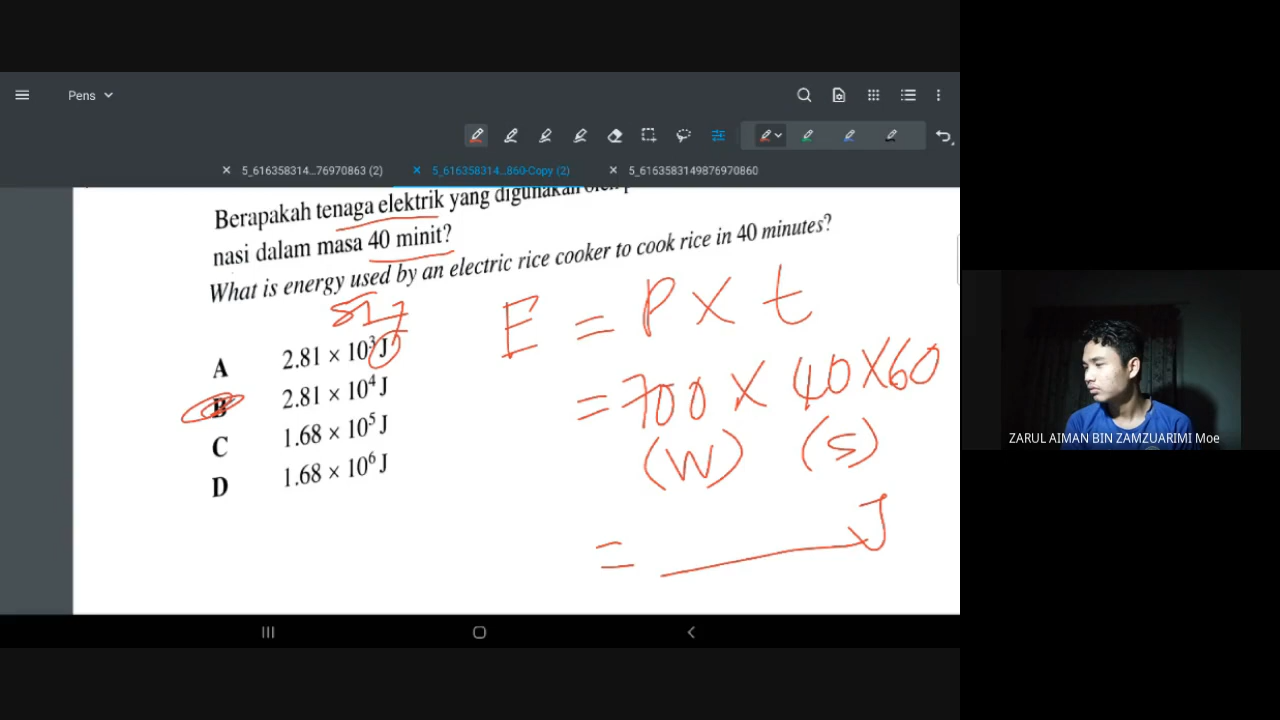 Pens
5_616358314...76970863 (2)
5_616358314...860-Copy (2)
5_6163583149876970860
Berapakah tenaga elektrik yang digunakan oleh
nasi dalam masa 40 minit?
What is energy used by an electric rice cooker to cook rice in 40 minutes?
E = P X t
A 2.81 × 10³ J
B 2.81 × 10⁴ J
C 1.68 × 10⁵ J
D 1.68 × 10⁶ J
= 700 X 40 X 60
(W) (S)
= ______ J
ZARUL AIMAN BIN ZAMZUARIMI Moe